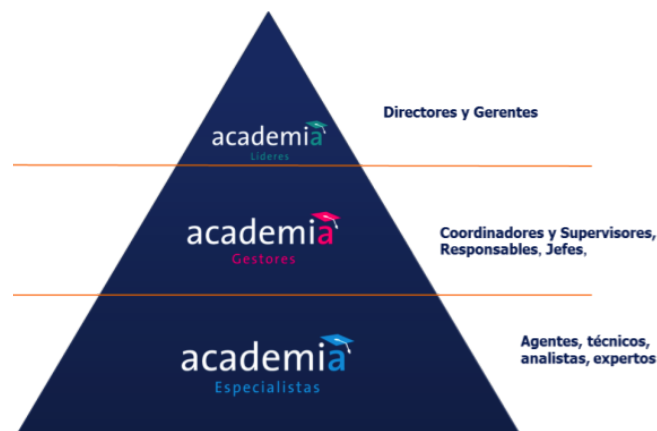 Directores y Gerentes
academia
Líderes
academia
Gestores
Coordinadores y Supervisores,
Responsables, Jefes,
Agentes, técnicos,
analistas, expertos
academia
Especialistas